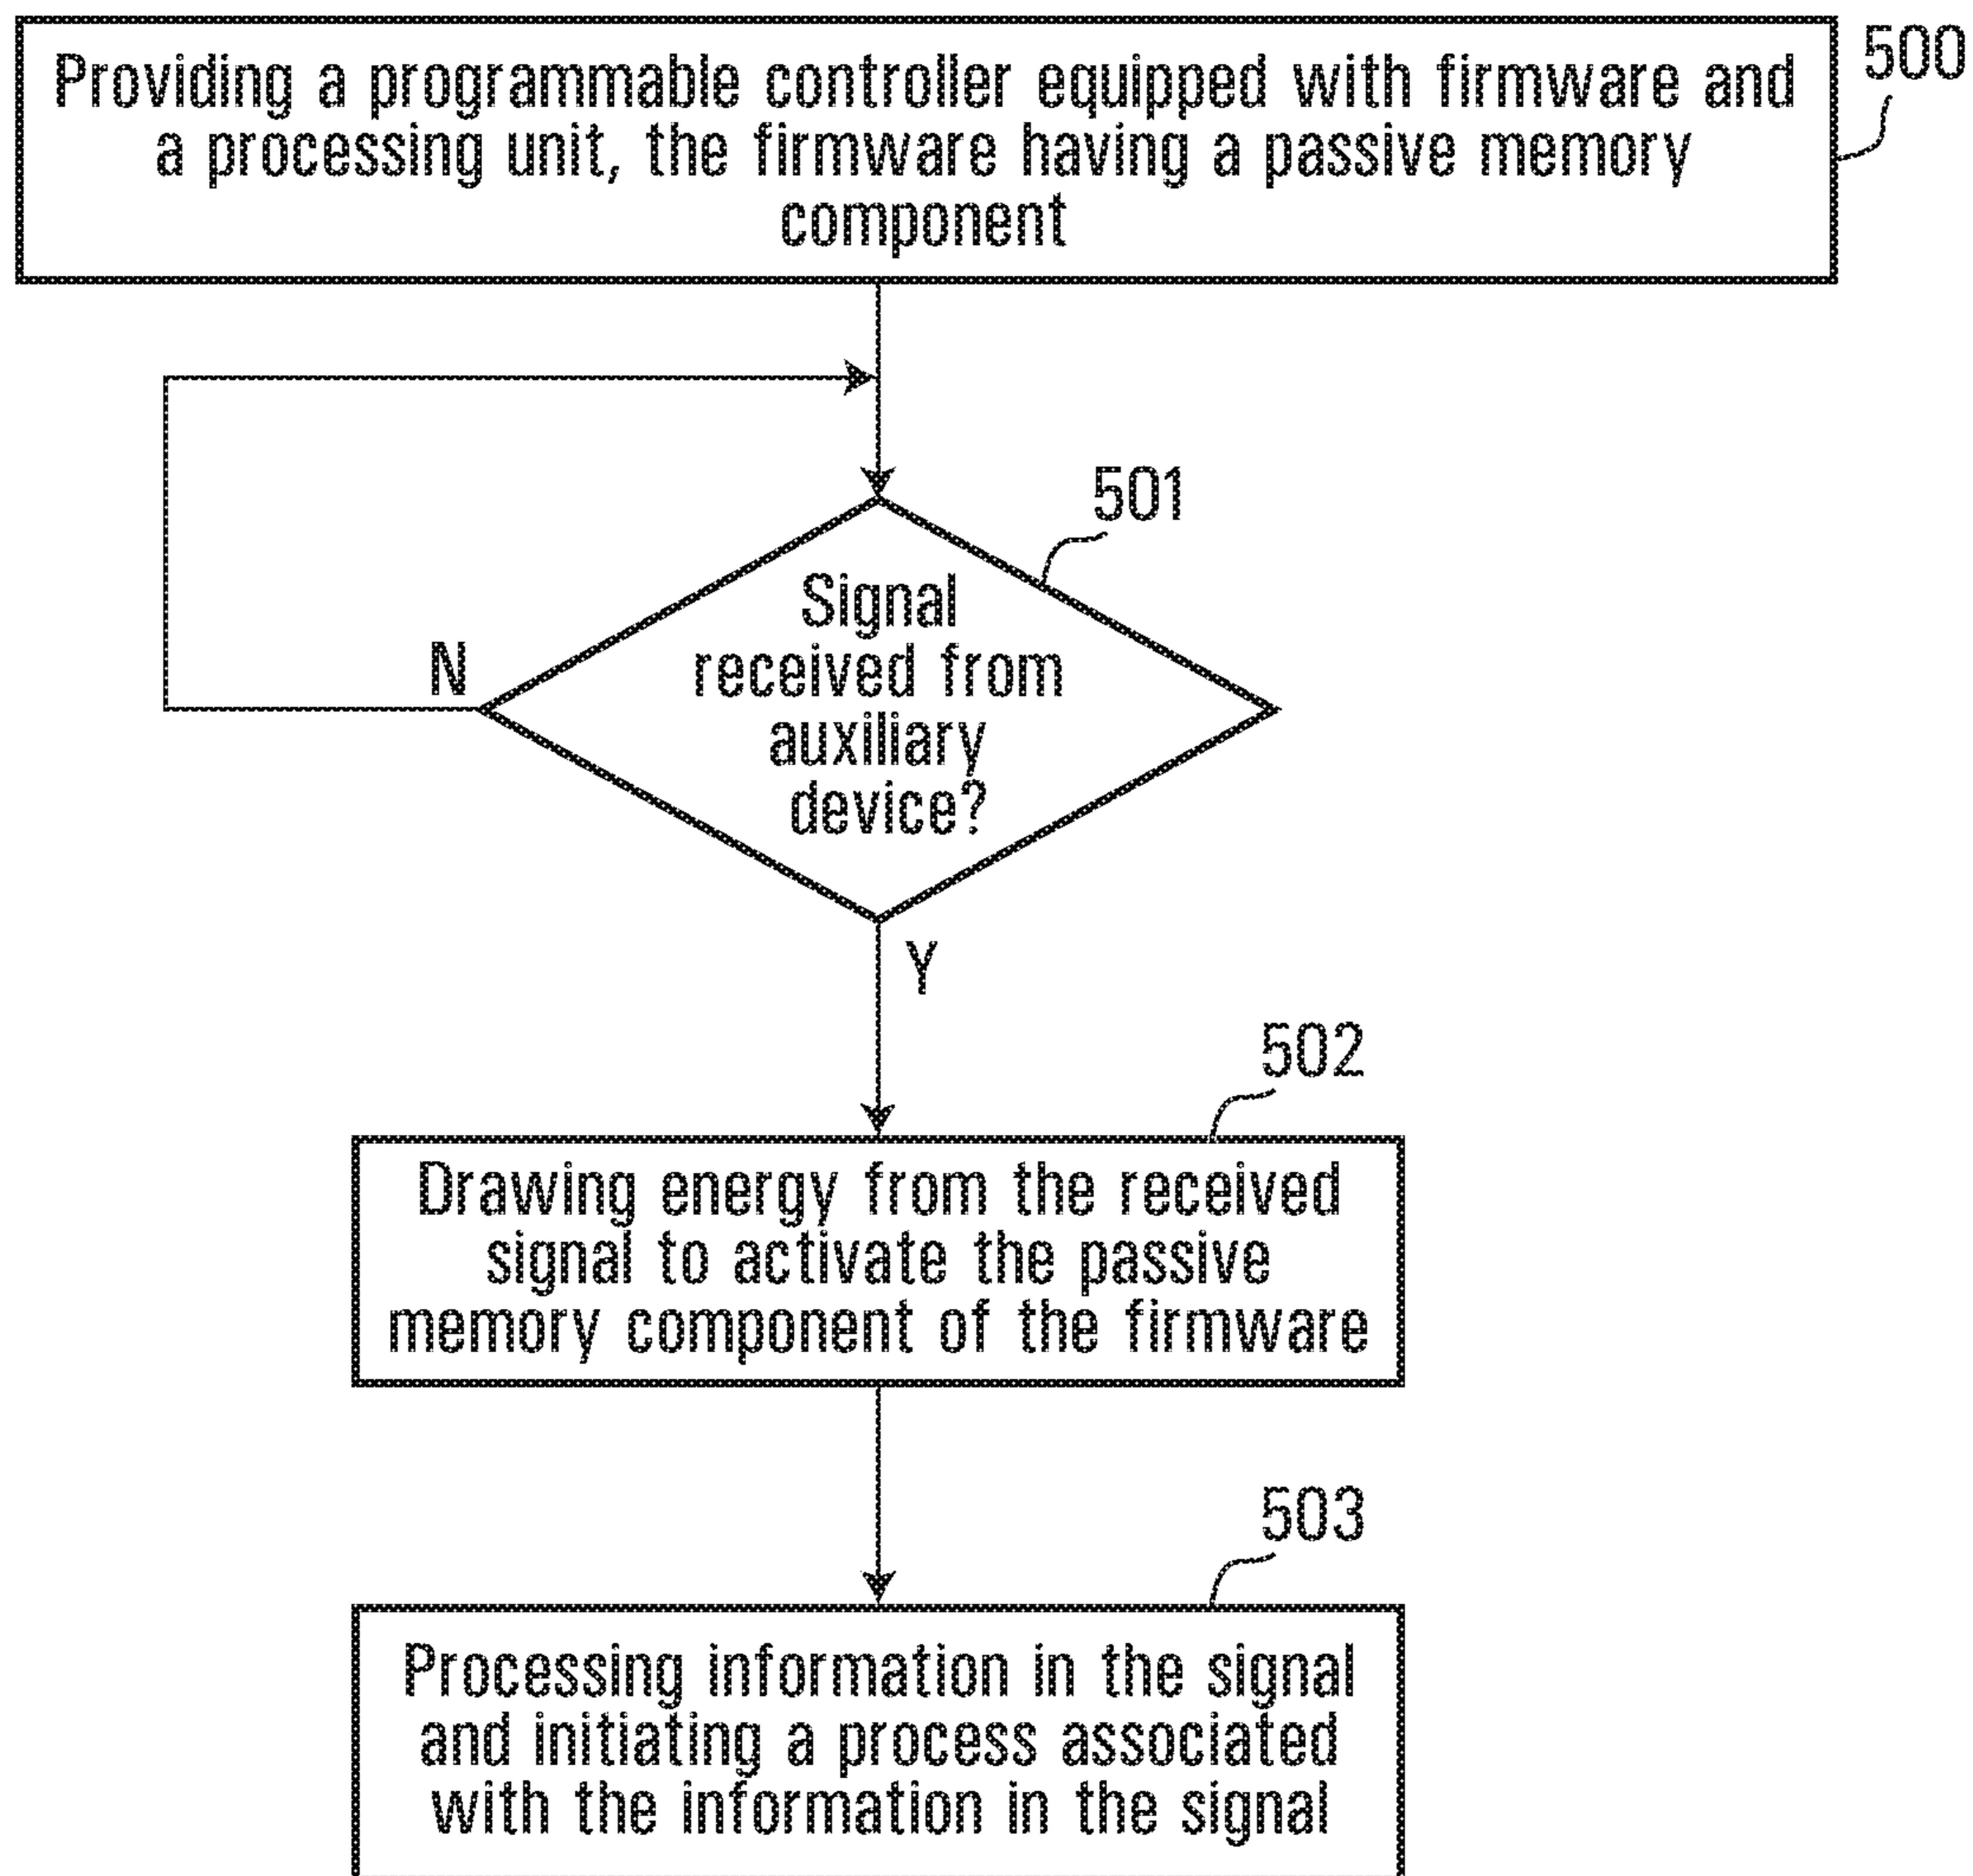 Providing a programmable controller equipped with firmware and
a processing unit, the firmware having a passive memory
component
500
501
Signal
received from
auxiliary
device?
N
Y
502
Drawing energy from the received
signal to activate the passive
memory component of the firmware
503
Processing information in the signal
and initiating a process associated
with the information in the signal